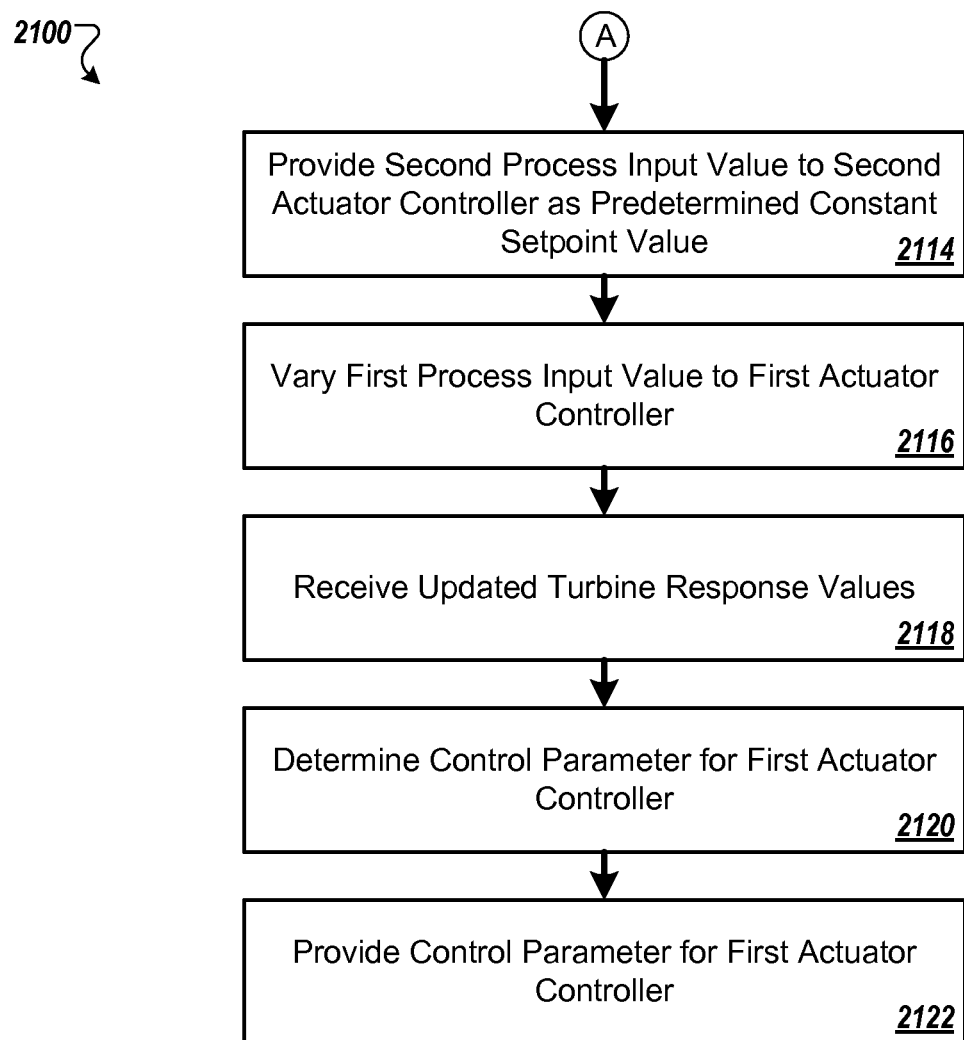 2100
A
Provide Second Process Input Value to Second
Actuator Controller as Predetermined Constant
Setpoint Value
2114
Vary First Process Input Value to First Actuator
Controller
2116
Receive Updated Turbine Response Values
2118
Determine Control Parameter for First Actuator
Controller
2120
Provide Control Parameter for First Actuator
Controller
2122